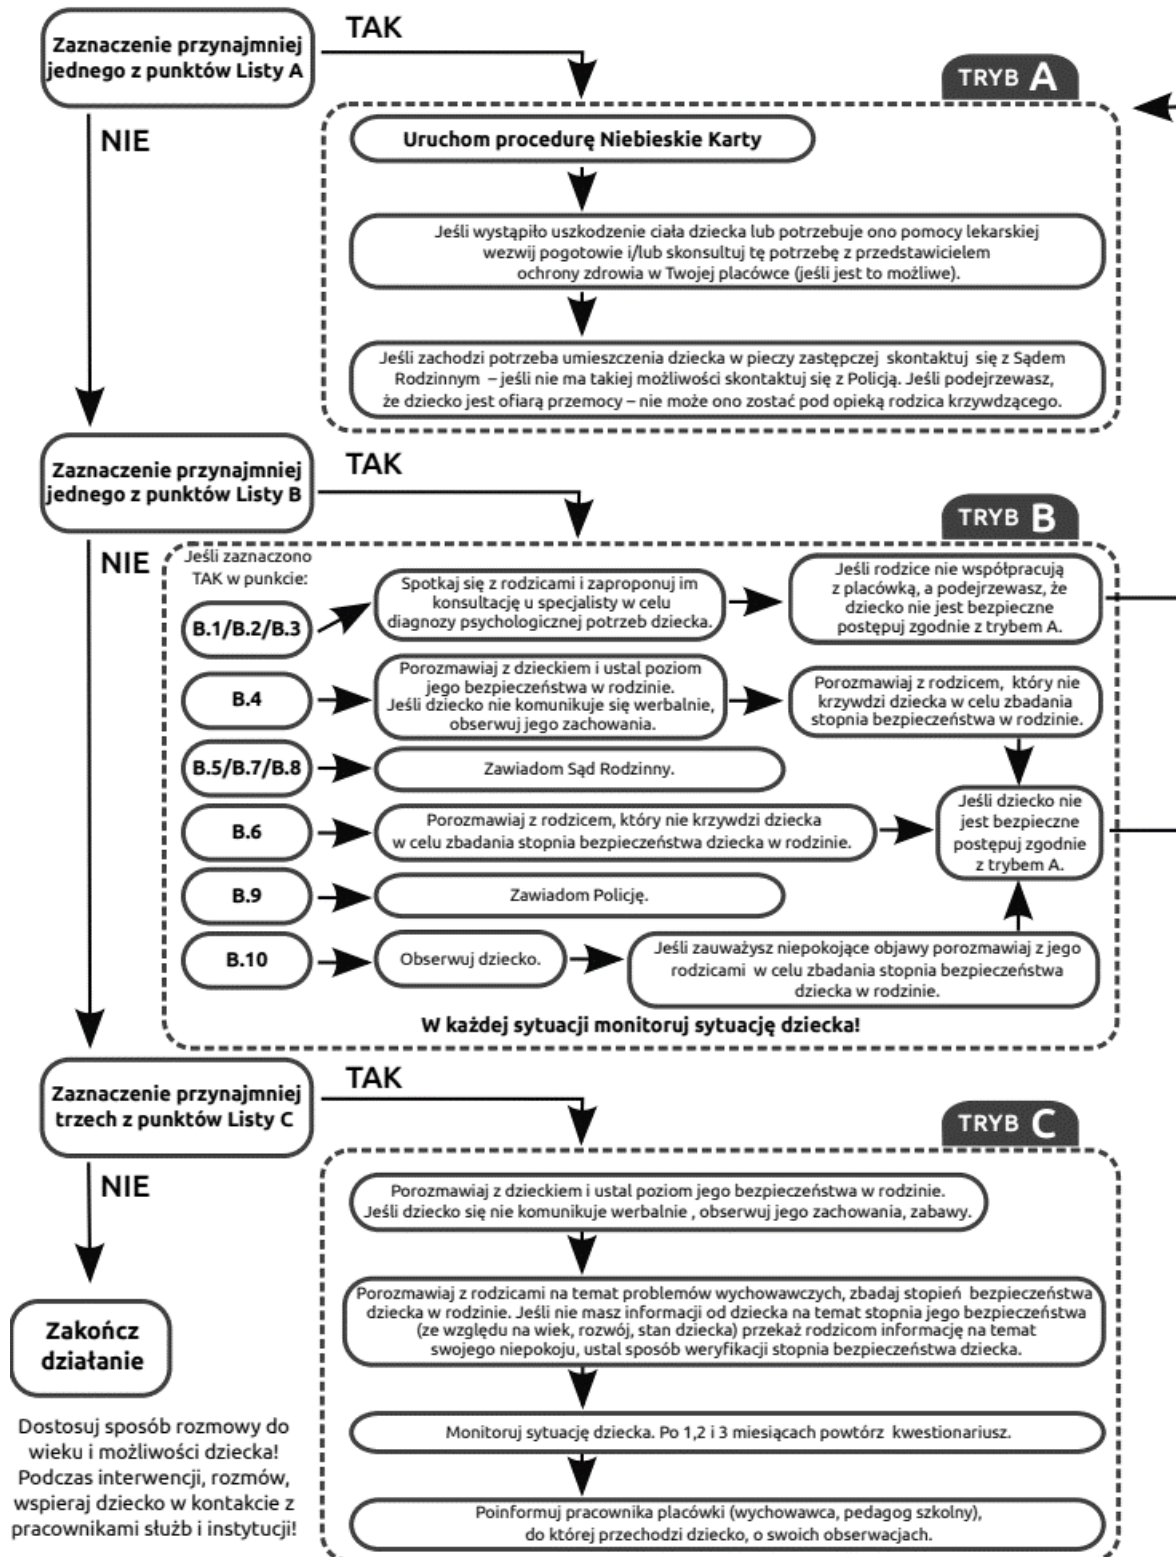 Zaznaczenie przynajmniej
jednego z punktów Listy A
TAK
NIE
TRYB A
Uruchom procedurę Niebieskie Karty
Jeśli wystąpiło uszkodzenie ciała dziecka lub potrzebuje ono pomocy lekarskiej
wezwij pogotowie i/lub skonsultuj tę potrzebę z przedstawicielem
ochrony zdrowia w Twojej placówce (jeśli jest to możliwe).
Jeśli zachodzi potrzeba umieszczenia dziecka w pieczy zastępczej skontaktuj się z Sądem
Rodzinnym – jeśli nie ma takiej możliwości skontaktuj się z Policją. Jeśli podejrzewasz,
że dziecko jest ofiarą przemocy – nie może ono zostać pod opieką rodzica krzywdzącego.
Zaznaczenie przynajmniej
jednego z punktów Listy B
TAK
NIE
TRYB B
Jeśli zaznaczono
TAK w punkcie:
B.1/B.2/B.3
Spotkaj się z rodzicami i zaproponuj im
konsultację u specjalisty w celu
diagnozy psychologicznej potrzeb dziecka.
Jeśli rodzice nie współpracują
z placówką, a podejrzewasz, że
dziecko nie jest bezpieczne
postępuj zgodnie z trybem A.
B.4
Porozmawiaj z dzieckiem i ustal poziom
jego bezpieczeństwa w rodzinie.
Jeśli dziecko nie komunikuje się werbalnie,
obserwuj jego zachowania.
Porozmawiaj z rodzicem, który nie
krzywdzi dziecka w celu zbadania
stopnia bezpieczeństwa w rodzinie.
B.5/B.7/B.8
Zawiadom Sąd Rodzinny.
B.6
Porozmawiaj z rodzicem, który nie krzywdzi dziecka
w celu zbadania stopnia bezpieczeństwa dziecka w rodzinie.
Jeśli dziecko nie
jest bezpieczne
postępuj zgodnie
z trybem A.
B.9
Zawiadom Policję.
B.10
Obserwuj dziecko.
Jeśli zauważysz niepokojące objawy porozmawiaj z jego
rodzicami w celu zbadania stopnia bezpieczeństwa
dziecka w rodzinie.
W każdej sytuacji monitoruj sytuację dziecka!
Zaznaczenie przynajmniej
trzech z punktów Listy C
TAK
NIE
TRYB C
Porozmawiaj z dzieckiem i ustal poziom jego bezpieczeństwa w rodzinie.
Jeśli dziecko się nie komunikuje werbalnie , obserwuj jego zachowania, zabawy.
Porozmawiaj z rodzicami na temat problemów wychowawczych, zbadaj stopień bezpieczeństwa
dziecka w rodzinie. Jeśli nie masz informacji od dziecka na temat stopnia jego bezpieczeństwa
(ze względu na wiek, rozwój, stan dziecka) przekaż rodzicom informację na temat
swojego niepokoju, ustal sposób weryfikacji stopnia bezpieczeństwa dziecka.
Monitoruj sytuację dziecka. Po 1,2 i 3 miesiącach powtórz kwestionariusz.
Poinformuj pracownika placówki (wychowawca, pedagog szkolny),
do której przechodzi dziecko, o swoich obserwacjach.
Zakończ
działanie
Dostosuj sposób rozmowy do
wieku i możliwości dziecka!
Podczas interwencji, rozmów,
wspieraj dziecko w kontakcie z
pracownikami służb i instytucji!